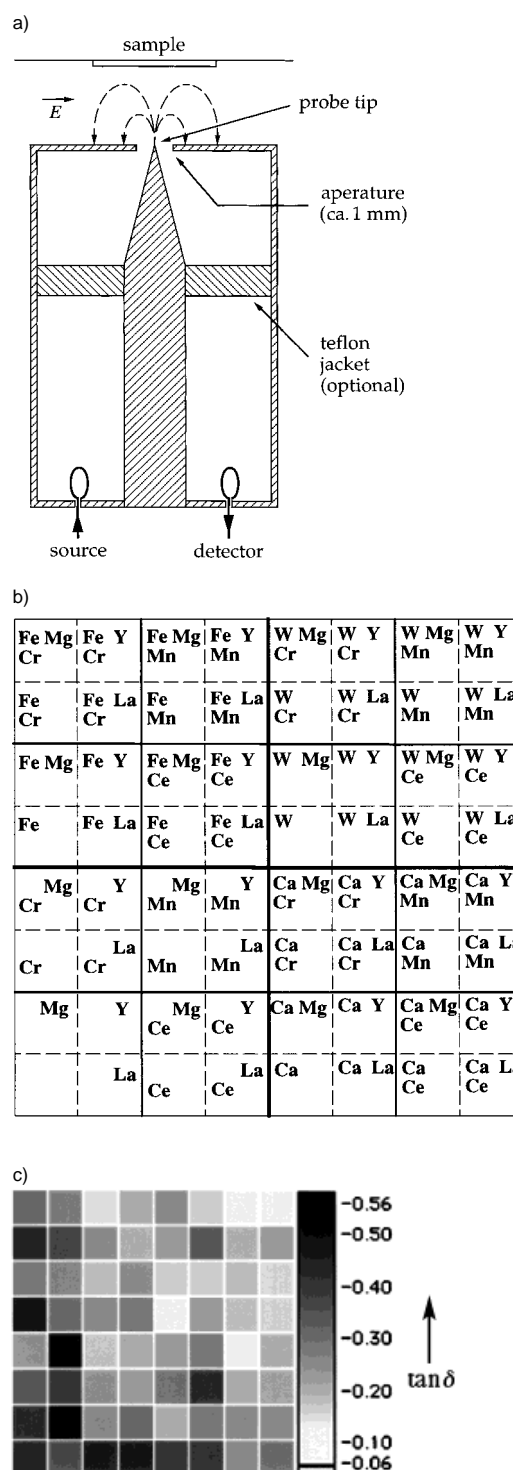 a)
sample
E
probe tip
aperature
(ca. 1 mm)
teflon
jacket
(optional)
source
detector
b)
Fe Mg Fe Y Fe Mg Fe Y W Mg W Y W Mg W Y
Cr Cr Mn Mn Cr Cr Mn Mn
Fe Fe La Fe Fe La W W La W W La
Cr Cr Mn Mn Cr Cr Mn Mn
Fe Mg Fe Y Fe Mg Fe Y W Mg W Y W Mg W Y
Ce Ce Ce Ce
Fe Fe La Fe Fe La W W La W W La
Ce Ce Ce Ce
Mg Y Mg Y Ca Mg Ca Y Ca Mg Ca Y
Cr Cr Mn Mn Cr Cr Mn Mn
La La Ca Ca La Ca Ca La
Cr Cr Mn Mn Cr Cr Mn Mn
Mg Y Mg Y Ca Mg Ca Y Ca Mg Ca Y
Ce Ce Ce Ce
La La Ca Ca La Ca Ca La
Ce Ce Ce Ce
c)
-0.56
-0.50
-0.40
-0.30
tan δ
-0.20
-0.10
-0.06